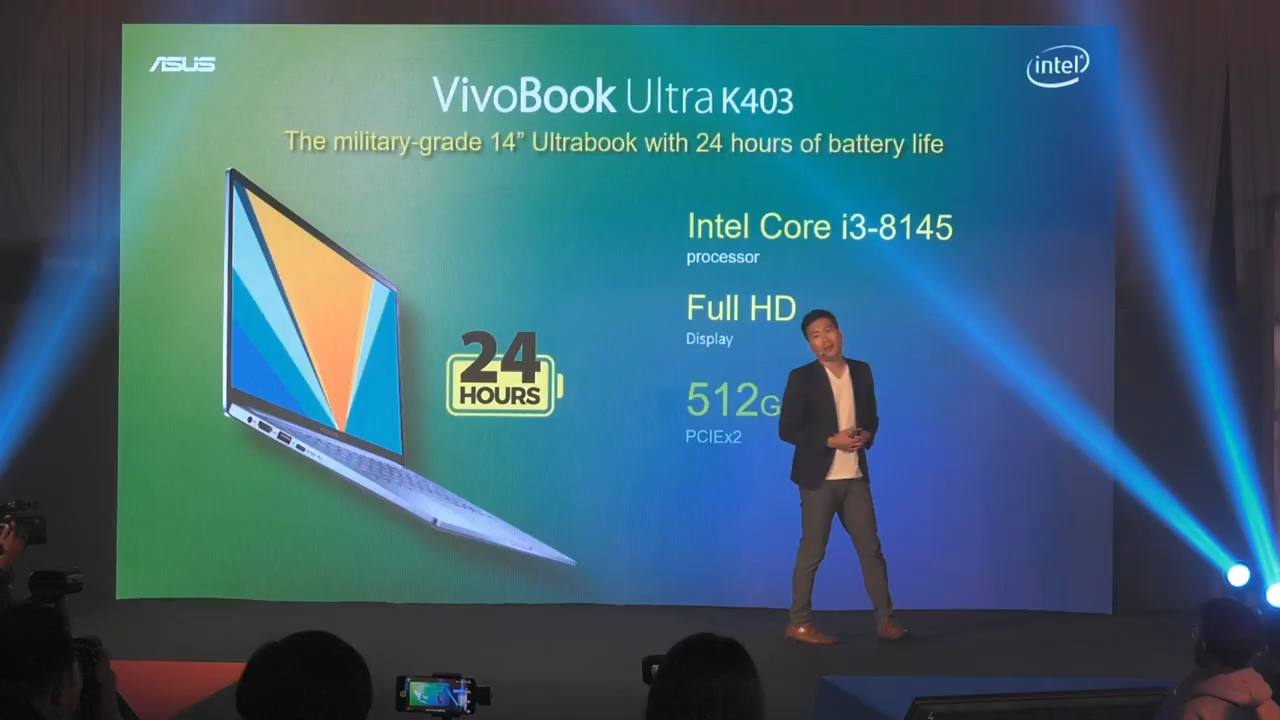 ASUS
intel
VivoBook Ultra K403
The military-grade 14” Ultrabook with 24 hours of battery life
Intel Core i3-8145
processor
Full HD
Display
24
HOURS
512G
PCIEx2